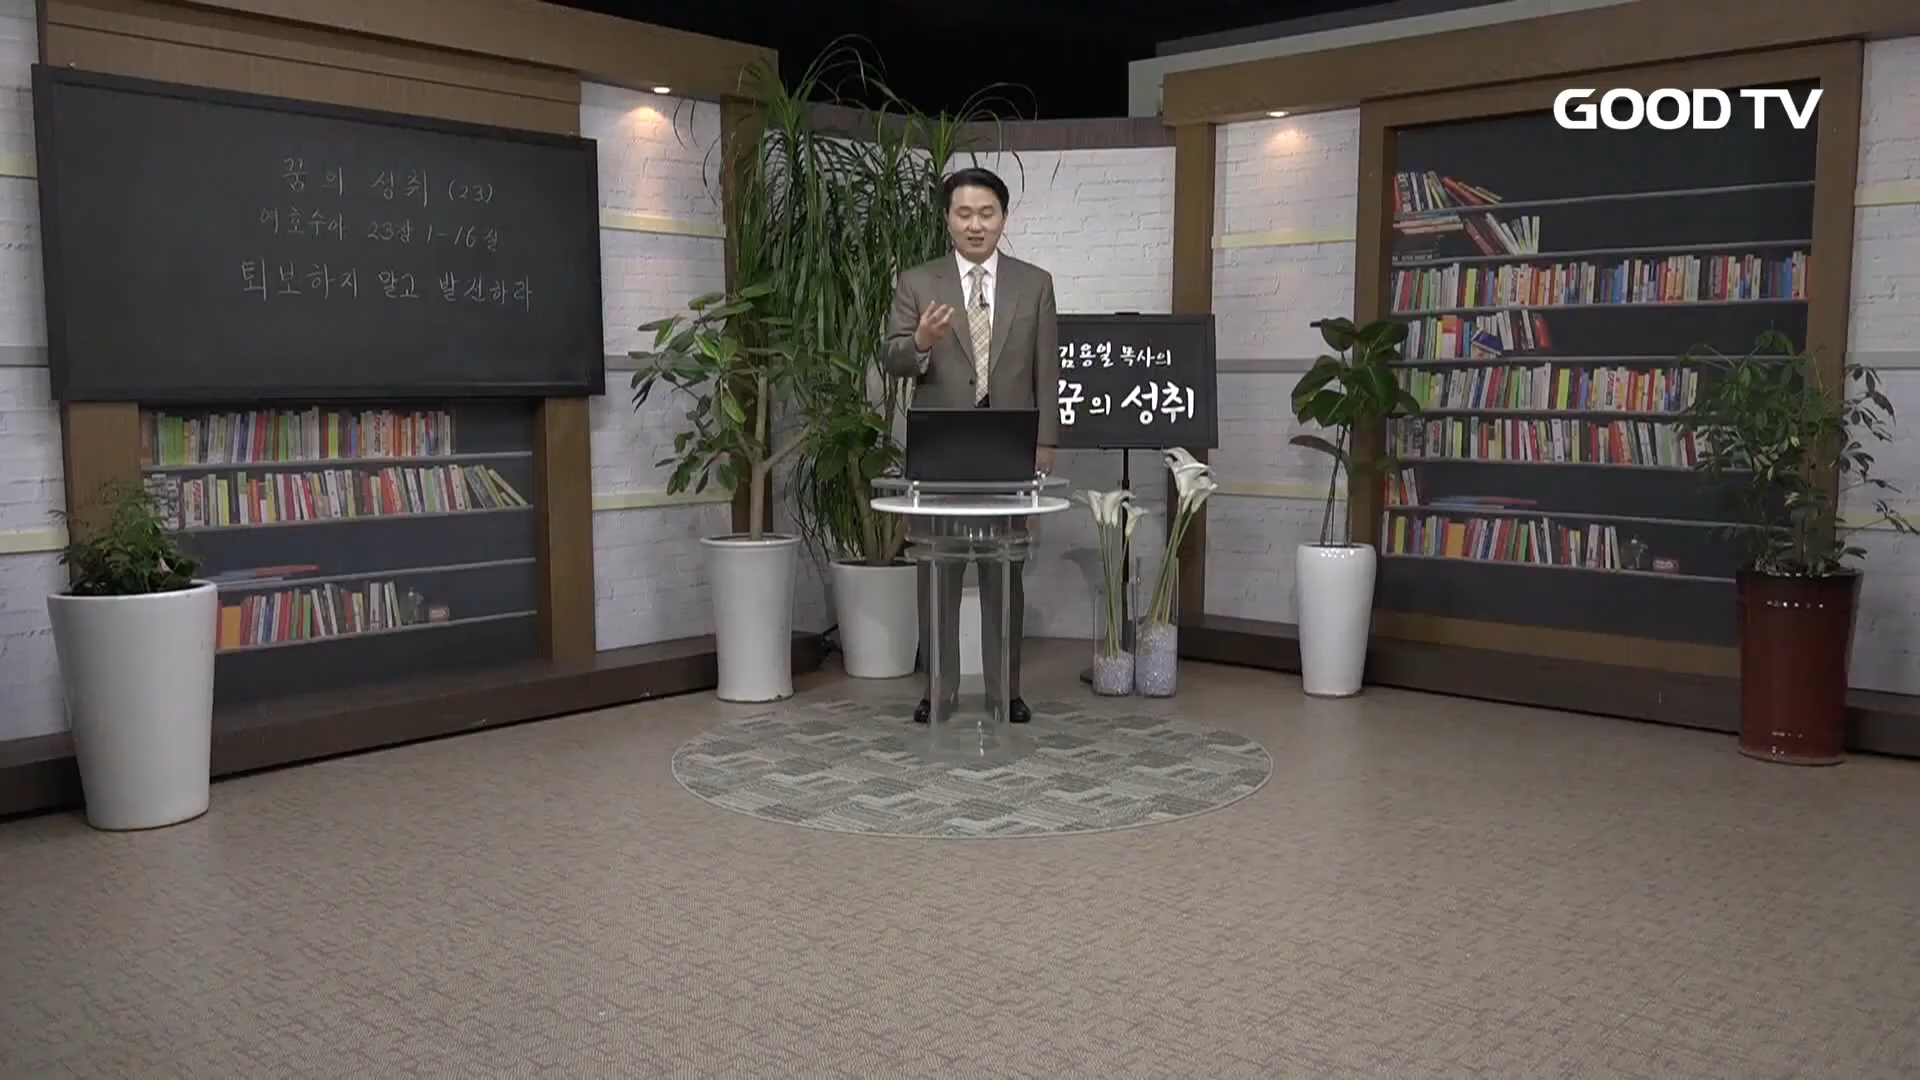 꿈의 성취 (23)
여호수아 23장 1-16절
퇴보하지 말고 발전하라
GOOD TV
김용일 목사의
꿈의 성취